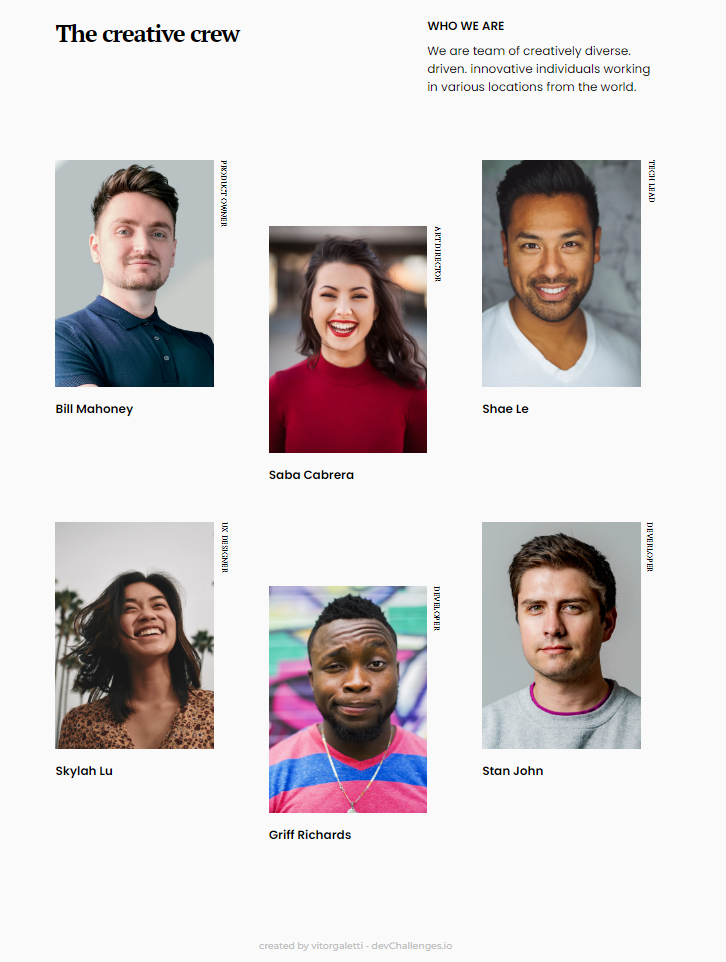 The creative crew
WHO WE ARE
We are team of creatively diverse.
driven. innovative individuals working
in various locations from the world.
PRODUCT OWNER
Bill Mahoney
ART DIRECTOR
Saba Cabrera
TECH LEAD
Shae Le
UX DESIGNER
Skylah Lu
DEVELOPER
Griff Richards
DEVERLOPER
Stan John
created by vitorgaletti - devChallenges.io